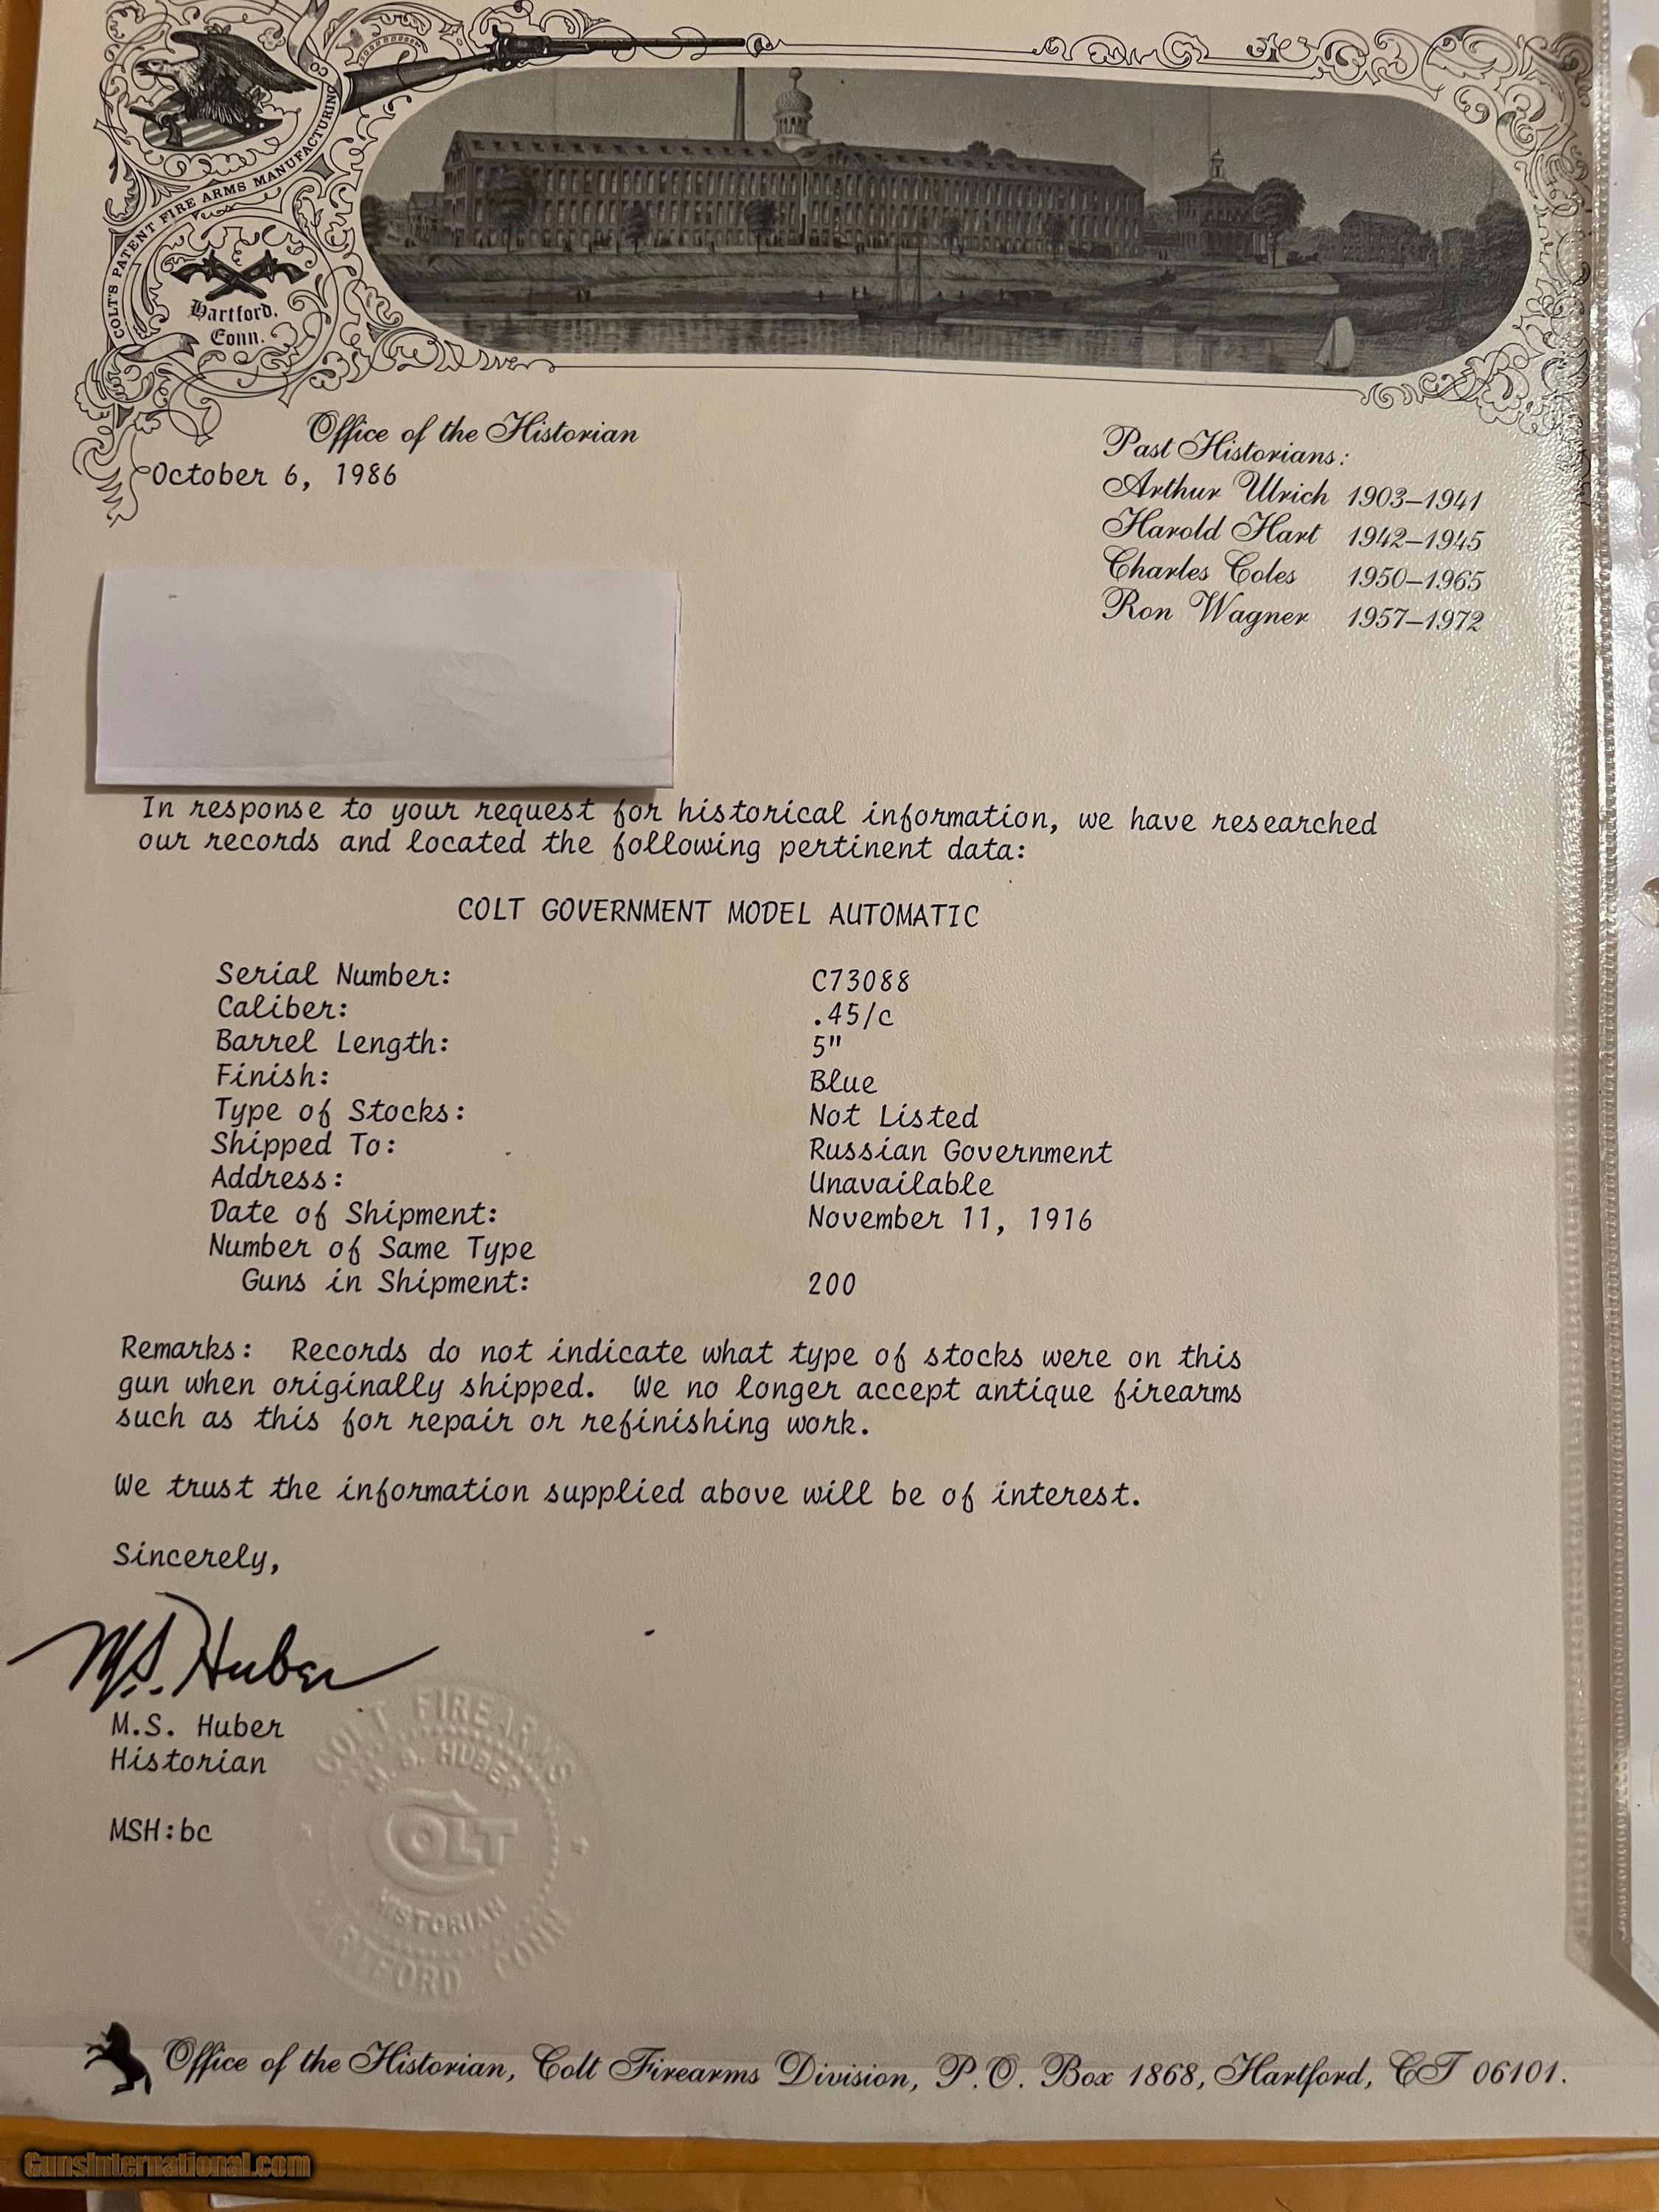 COLT'S PATENT FIRE ARMS MANUFACTURING CO
Hartford,
Conn.
Office of the Historian
October 6, 1986
Past Historians:
Arthur Ulrich 1903–1941
Harold Hart 1942–1945
Charles Coles 1950–1965
Ron Wagner 1957–1972
In response to your request for historical information, we have researched
our records and located the following pertinent data:
COLT GOVERNMENT MODEL AUTOMATIC
Serial Number: C73088
Caliber: .45/c
Barrel Length: 5"
Finish: Blue
Type of Stocks: Not Listed
Shipped To: Russian Government
Address: Unavailable
Date of Shipment: November 11, 1916
Number of Same Type
Guns in Shipment: 200
Remarks: Records do not indicate what type of stocks were on this
gun when originally shipped. We no longer accept antique firearms
such as this for repair or refinishing work.
We trust the information supplied above will be of interest.
Sincerely,
M.S. Huber
M.S. Huber
Historian
MSH:bc
COLT FIREARMS
M. S. HUBER
COLT
HISTORIAN
HARTFORD CONN
Office of the Historian, Colt Firearms Division, P.O. Box 1868, Hartford, CT 06101.
GunsInternational.com